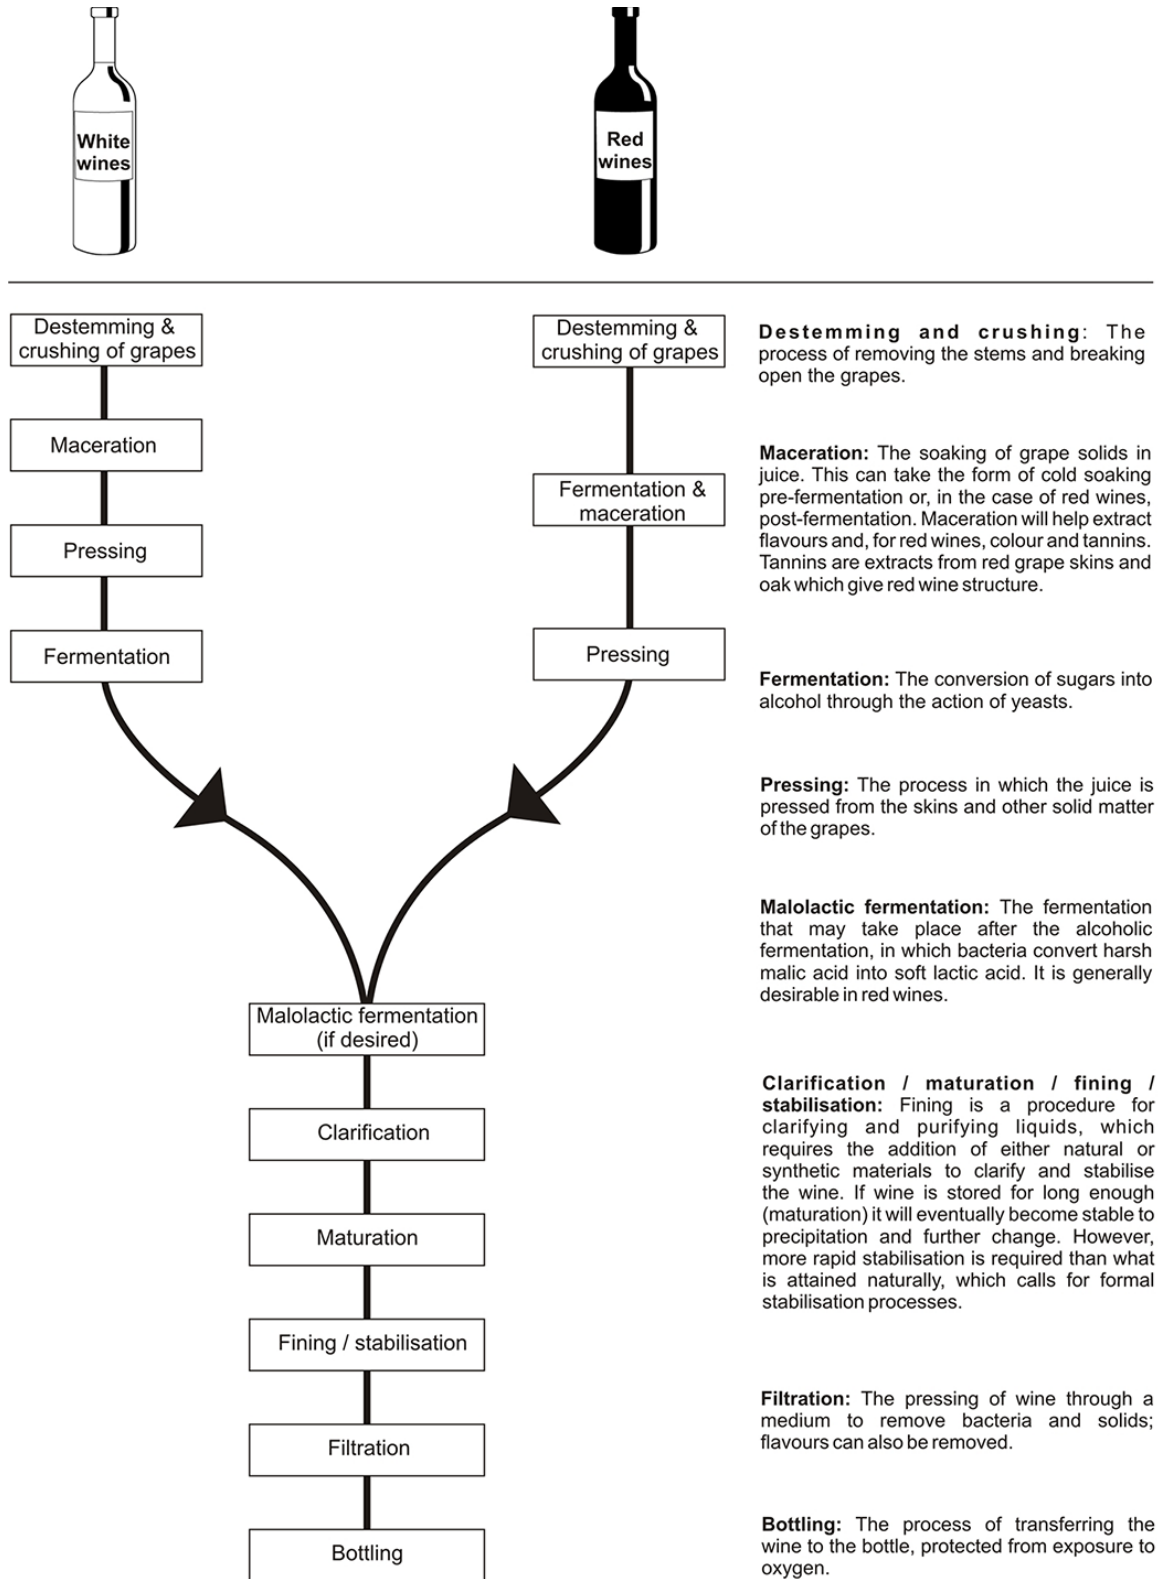 White
wines
Red
wines
Destemming &
crushing of grapes
Maceration
Pressing
Fermentation
Destemming &
crushing of grapes
Fermentation &
maceration
Pressing
Malolactic fermentation
(if desired)
Clarification
Maturation
Fining / stabilisation
Filtration
Bottling
Destemming and crushing: The
process of removing the stems and breaking
open the grapes.
Maceration: The soaking of grape solids in
juice. This can take the form of cold soaking
pre-fermentation or, in the case of red wines,
post-fermentation. Maceration will help extract
flavours and, for red wines, colour and tannins.
Tannins are extracts from red grape skins and
oak which give red wine structure.
Fermentation: The conversion of sugars into
alcohol through the action of yeasts.
Pressing: The process in which the juice is
pressed from the skins and other solid matter
of the grapes.
Malolactic fermentation: The fermentation
that may take place after the alcoholic
fermentation, in which bacteria convert harsh
malic acid into soft lactic acid. It is generally
desirable in red wines.
Clarification / maturation / fining /
stabilisation: Fining is a procedure for
clarifying and purifying liquids, which
requires the addition of either natural or
synthetic materials to clarify and stabilise
the wine. If wine is stored for long enough
(maturation) it will eventually become stable to
precipitation and further change. However,
more rapid stabilisation is required than what
is attained naturally, which calls for formal
stabilisation processes.
Filtration: The pressing of wine through a
medium to remove bacteria and solids;
flavours can also be removed.
Bottling: The process of transferring the
wine to the bottle, protected from exposure to
oxygen.